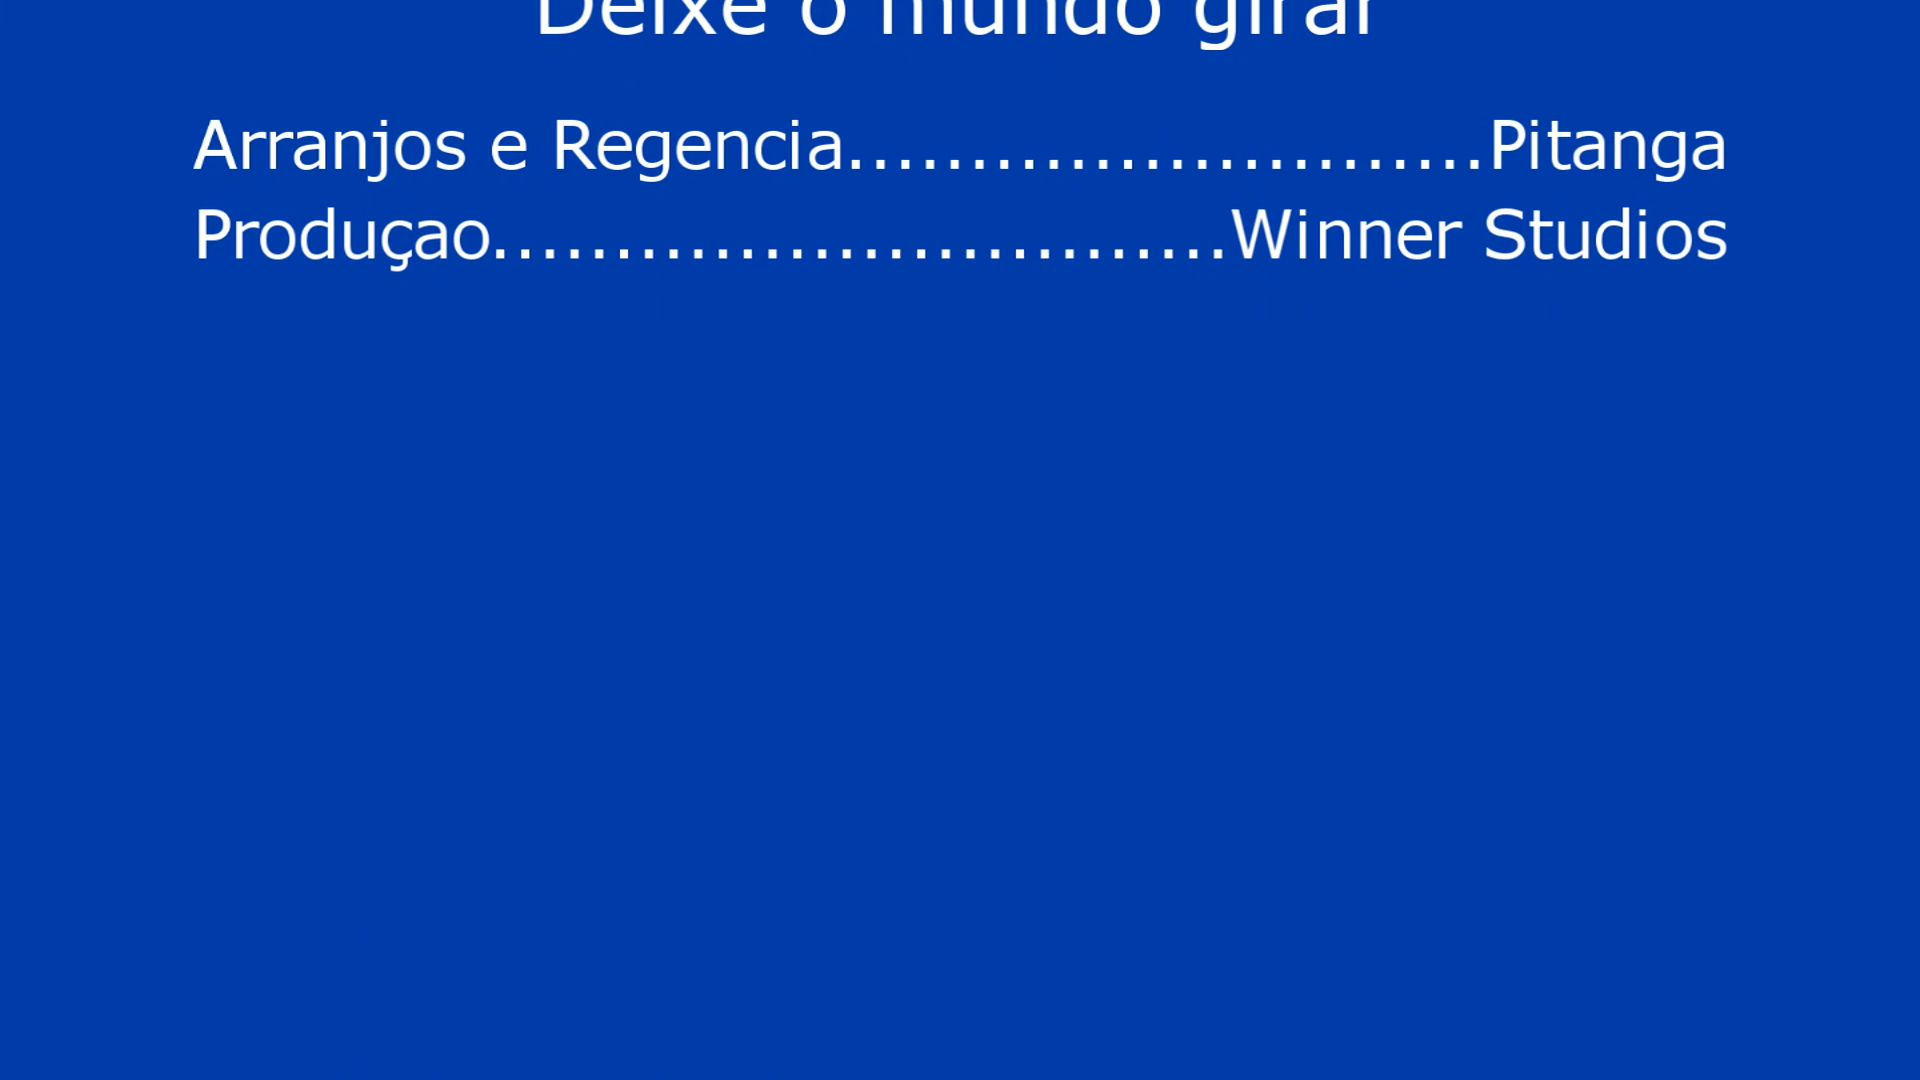 Deixe o mundo girar
Arranjos e Regencia..........................Pitanga
Produçao..............................Winner Studios